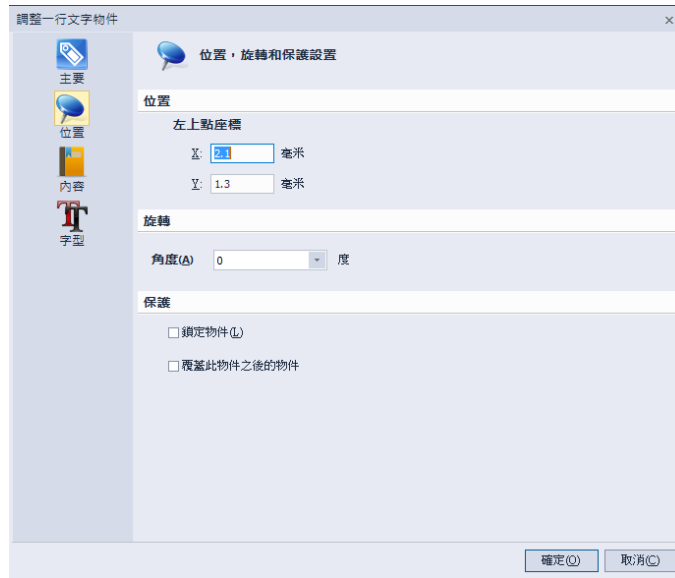 調整一行文字物件
主要
位置
內容
字型
位置，旋轉和保護設置
位置
左上點座標
X: 2.1 毫米
Y: 1.3 毫米
旋轉
角度(A) 0 度
保護
鎖定物件(L)
覆蓋此物件之後的物件
確定(O) 取消(C)